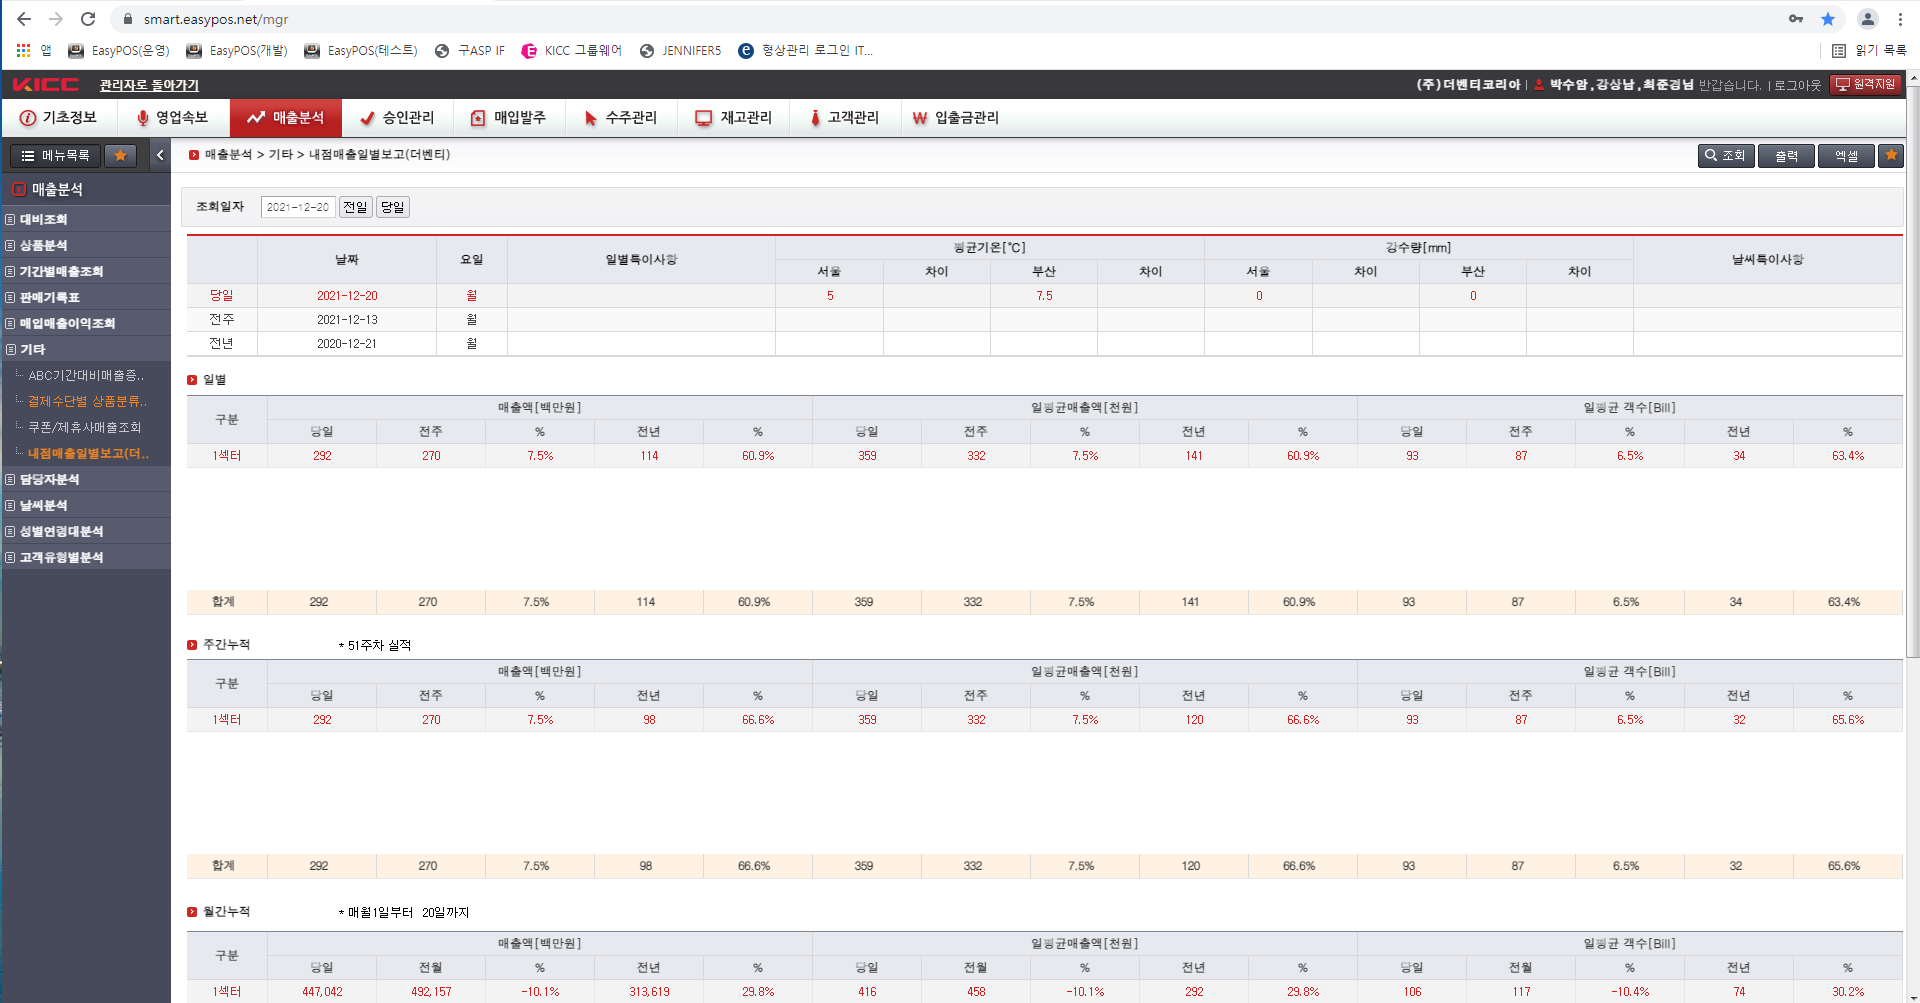 smart.easypos.net/mgr
앱 EasyPOS(운영) EasyPOS(개발) EasyPOS(테스트) 구ASP IF KICC 그룹웨어 JENNIFER5 형상관리 로그인 IT... 읽기 목록
KICC 관리자로 돌아가기 (주)더벤티코리아 | 박수암,강상남,최준경님 반갑습니다. | 로그아웃 원격지원
기초정보 영업속보 매출분석 승인관리 매입발주 수주관리 재고관리 고객관리 입출금관리
메뉴목록 매출분석 > 기타 > 내점매출일별보고(더벤티) 조회 출력 엑셀
매출분석
대비조회
상품분석
기간별매출조회
판매기록표
매입매출이익조회
기타
ABC기간대비매출증..
결제수단별 상품분류..
쿠폰/제휴사매출조회
내점매출일별보고(더..
담당자분석
날씨분석
성별연령대분석
고객유형별분석
조회일자 2021-12-20 전일 당일
날짜 요일 일별특이사항 평균기온[℃] 강수량[mm] 날씨특이사항
서울 차이 부산 차이 서울 차이 부산 차이
당일 2021-12-20 월 5 7.5 0 0
전주 2021-12-13 월
전년 2020-12-21 월
일별
구분 매출액[백만원] 일평균매출액[천원] 일평균 객수[Bill]
당일 전주 % 전년 % 당일 전주 % 전년 % 당일 전주 % 전년 %
1섹터 292 270 7.5% 114 60.9% 359 332 7.5% 141 60.9% 93 87 6.5% 34 63.4%
합계 292 270 7.5% 114 60.9% 359 332 7.5% 141 60.9% 93 87 6.5% 34 63.4%
주간누적 * 51주차 실적
구분 매출액[백만원] 일평균매출액[천원] 일평균 객수[Bill]
당일 전주 % 전년 % 당일 전주 % 전년 % 당일 전주 % 전년 %
1섹터 292 270 7.5% 98 66.6% 359 332 7.5% 120 66.6% 93 87 6.5% 32 65.6%
합계 292 270 7.5% 98 66.6% 359 332 7.5% 120 66.6% 93 87 6.5% 32 65.6%
월간누적 * 매월1일부터 20일까지
구분 매출액[백만원] 일평균매출액[천원] 일평균 객수[Bill]
당일 전월 % 전년 % 당일 전월 % 전년 % 당일 전월 % 전년 %
1섹터 447,042 492,157 -10.1% 313,619 29.8% 416 458 -10.1% 292 29.8% 106 117 -10.4% 74 30.2%